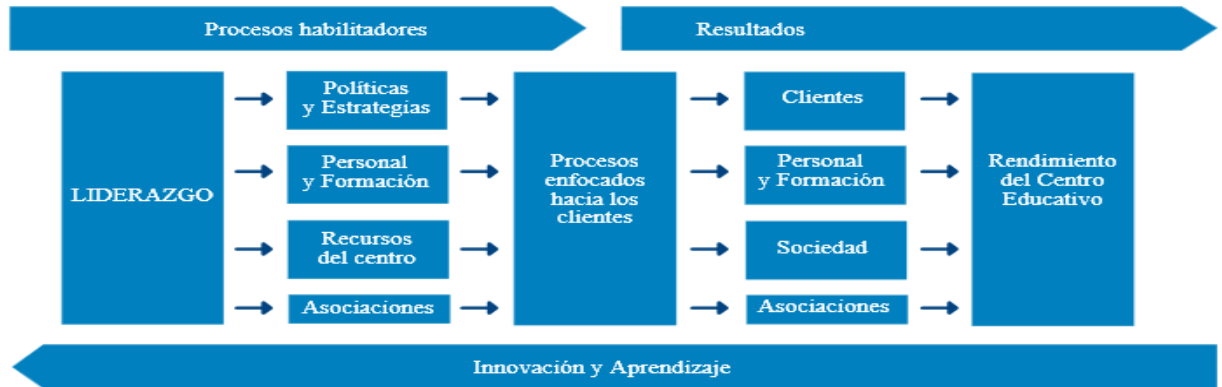 Procesos habilitadores
Resultados
LIDERAZGO
Políticas
y Estrategías
Personal
y Formación
Recursos
del centro
Asociaciones
Procesos
enfocados
hacia los
clientes
Clientes
Personal
y Formación
Sociedad
Asociaciones
Rendimiento
del Centro
Educativo
Innovación y Aprendizaje